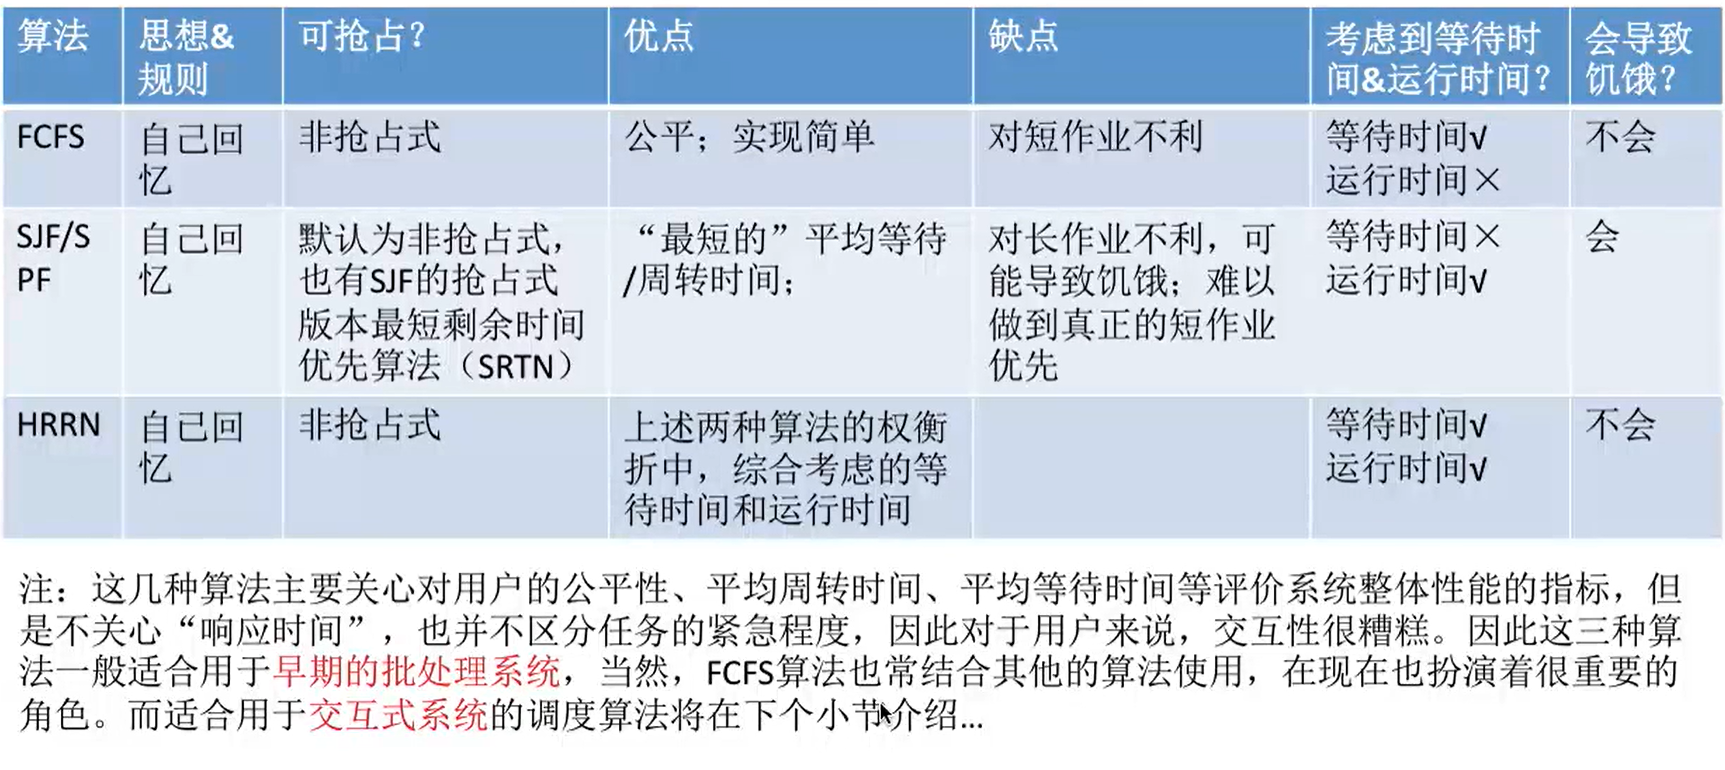 算法
思想&
规则
可抢占？
优点
缺点
考虑到等待时
间&运行时间？
会导致
饥饿？
FCFS
自己回
忆
非抢占式
公平；实现简单
对短作业不利
等待时间√
运行时间×
不会
SJF/S
PF
自己回
忆
默认为非抢占式，
也有SJF的抢占式
版本最短剩余时间
优先算法（SRTN）
“最短的”平均等待
/周转时间；
对长作业不利，可
能导致饥饿；难以
做到真正的短作业
优先
等待时间×
运行时间√
会
HRRN
自己回
忆
非抢占式
上述两种算法的权衡
折中，综合考虑的等
待时间和运行时间
等待时间√
运行时间√
不会
注：这几种算法主要关心对用户的公平性、平均周转时间、平均等待时间等评价系统整体性能的指标，但
是不关心“响应时间”，也并不区分任务的紧急程度，因此对于用户来说，交互性很糟糕。因此这三种算
法一般适合用于早期的批处理系统，当然，FCFS算法也常结合其他的算法使用，在现在也扮演着很重要的
角色。而适合用于交互式系统的调度算法将在下个小节介绍...